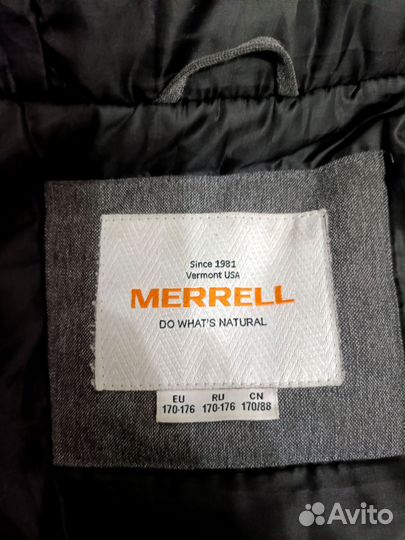 Since 1981
Vermont USA
MERRELL
DO WHAT'S NATURAL
EU RU CN
170-176 170-176 170/88
Avito